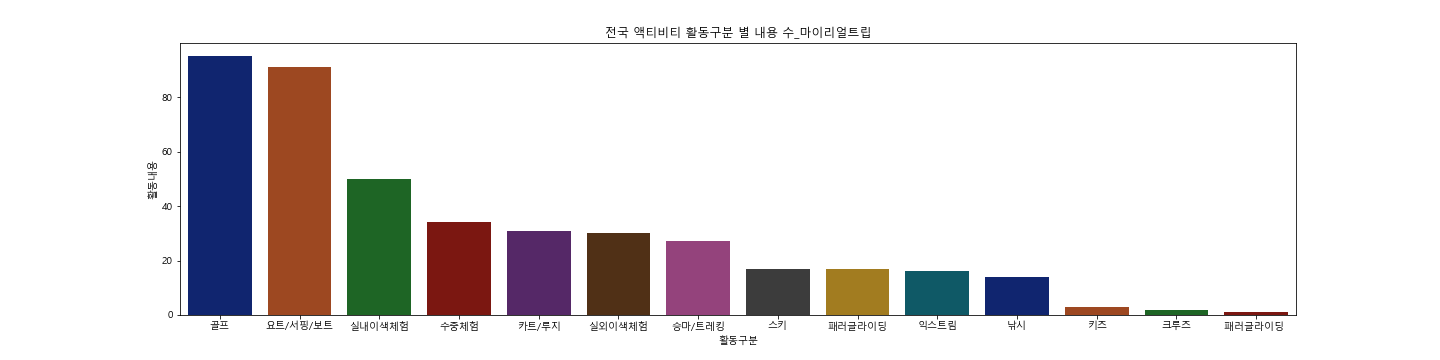 전국 액티비티 활동구분 별 내용 수_마이리얼트립
활동내용
80
60
40
20
0
골프 요트/서핑/보트 실내이색체험 수중체험 카트/루지 실외이색체험 승마/트레킹 스키 패러글라이딩 익스트림 낚시 키즈 크루즈 패러글라이딩
활동구분